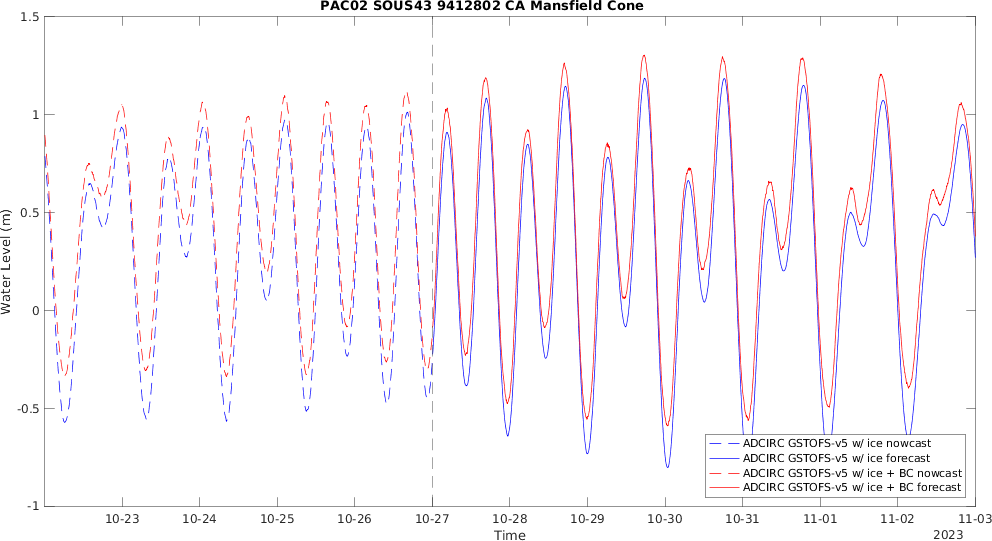 PAC02 SOUS43 9412802 CA Mansfield Cone
1.5
1
0.5
0
-0.5
-1
Water Level (m)
10-23
10-24
10-25
10-26
10-27
10-28
10-29
10-30
10-31
11-01
11-02
11-03
Time
2023
ADCIRC GSTOFS-v5 w/ ice nowcast
ADCIRC GSTOFS-v5 w/ ice forecast
ADCIRC GSTOFS-v5 w/ ice + BC nowcast
ADCIRC GSTOFS-v5 w/ ice + BC forecast